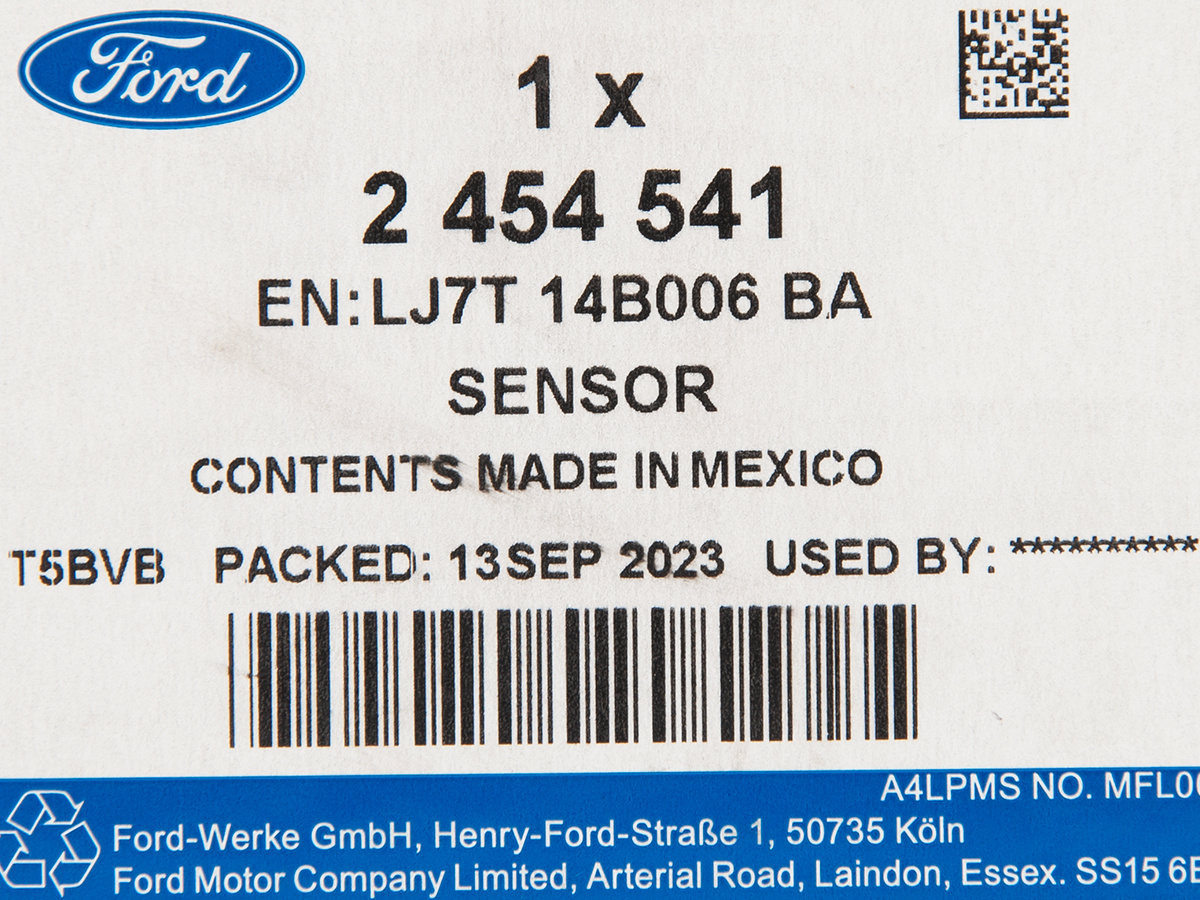 Ford
1 x
2 454 541
EN:LJ7T 14B006 BA
SENSOR
CONTENTS MADE IN MEXICO
T5BVB PACKED: 13SEP 2023 USED BY: **********
A4LPMS NO.
Ford-Werke GmbH, Henry-Ford-Straße 1, 50735 Köln
Ford Motor Company Limited, Arterial Road, Laindon, Essex. SS15